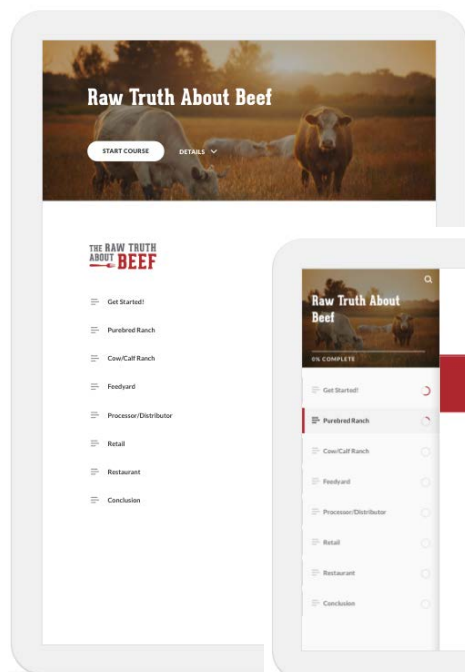 Raw Truth About Beef
START COURSE
DETAILS
THE RAW TRUTH
ABOUT BEEF
Get Started!
Purebred Ranch
Cow/Calf Ranch
Feedyard
Processor/Distributor
Retail
Restaurant
Conclusion
Raw Truth About
Beef
0% COMPLETE
Get Started!
Purebred Ranch
Cow/Calf Ranch
Feedyard
Processor/Distributor
Retail
Restaurant
Conclusion